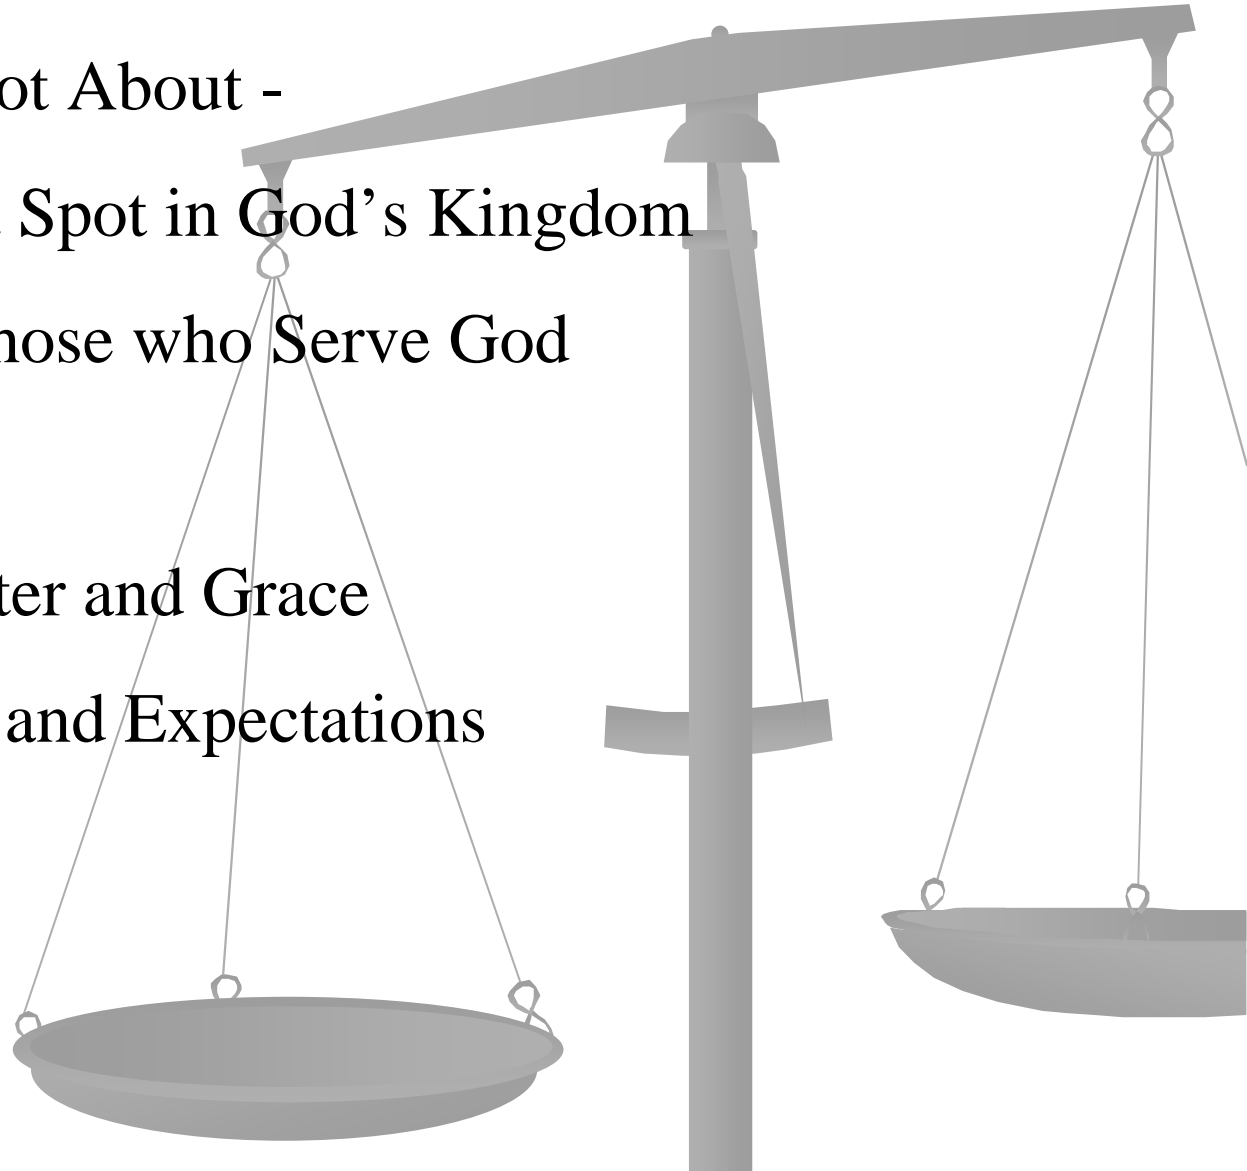 ot About -
Spot in God’s Kingdom
hose who Serve God
ter and Grace
and Expectations